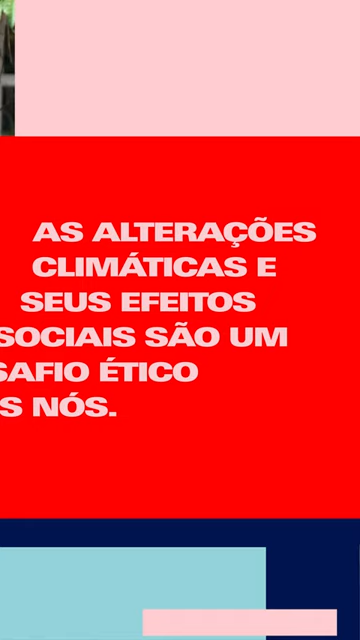 AS ALTERAÇÕES
CLIMÁTICAS E
SEUS EFEITOS
SOCIAIS SÃO UM
SAFIO ÉTICO
S NÓS.